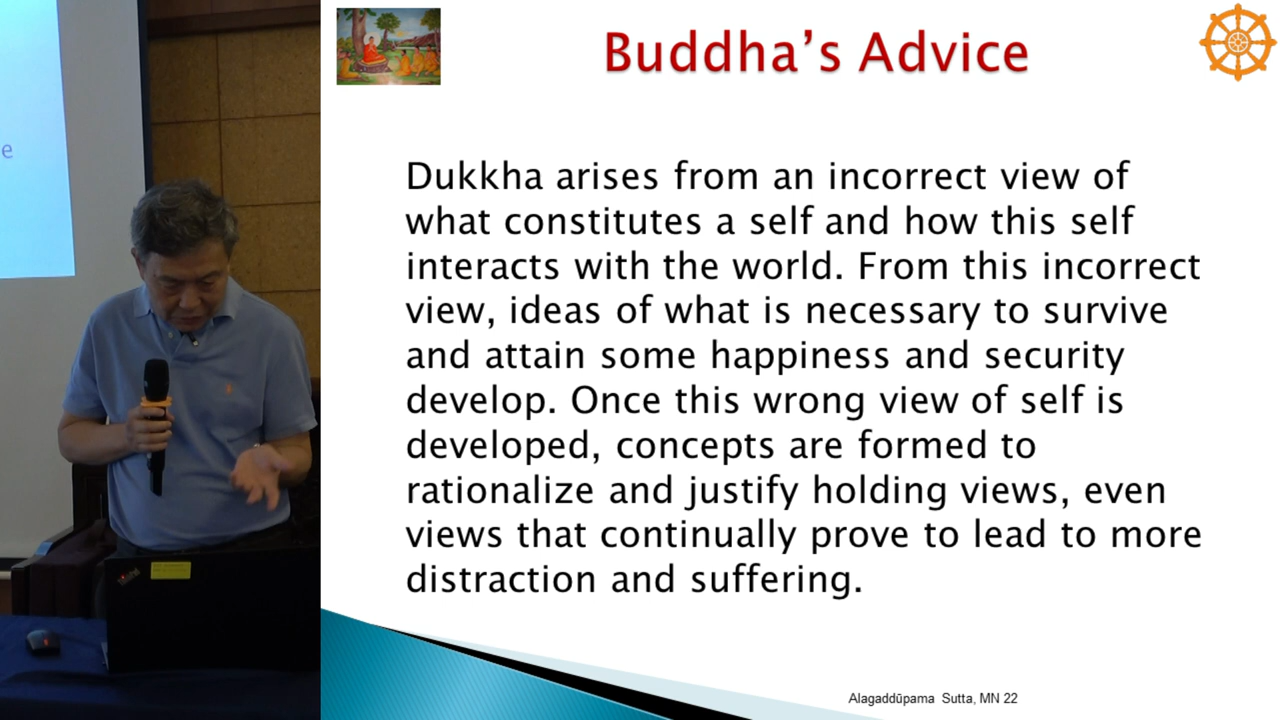 e
Buddha's Advice
Dukkha arises from an incorrect view of
what constitutes a self and how this self
interacts with the world. From this incorrect
view, ideas of what is necessary to survive
and attain some happiness and security
develop. Once this wrong view of self is
developed, concepts are formed to
rationalize and justify holding views, even
views that continually prove to lead to more
distraction and suffering.
Alagaddūpama Sutta, MN 22